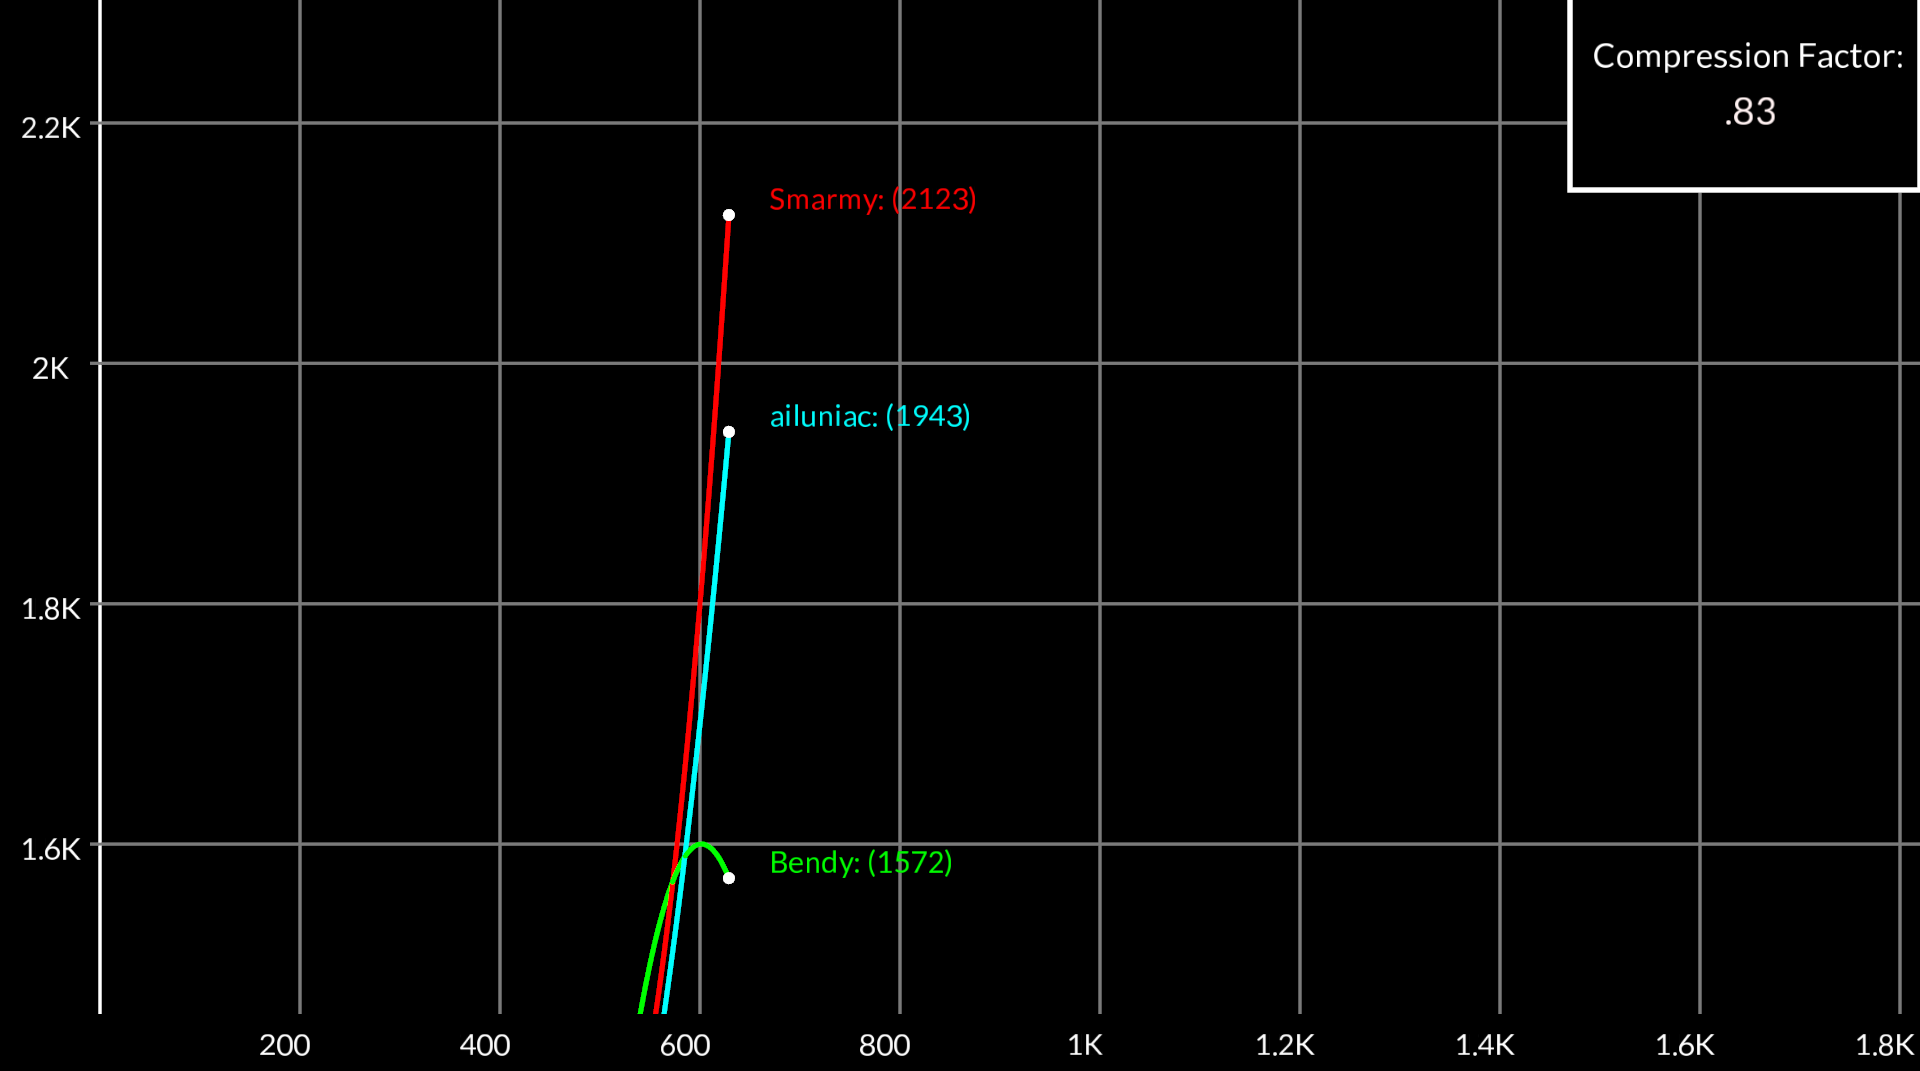 Compression Factor:
.83
2.2K
Smarmy: (2123)
2K
ailuniac: (1943)
1.8K
1.6K
Bendy: (1572)
200 400 600 800 1K 1.2K 1.4K 1.6K 1.8K